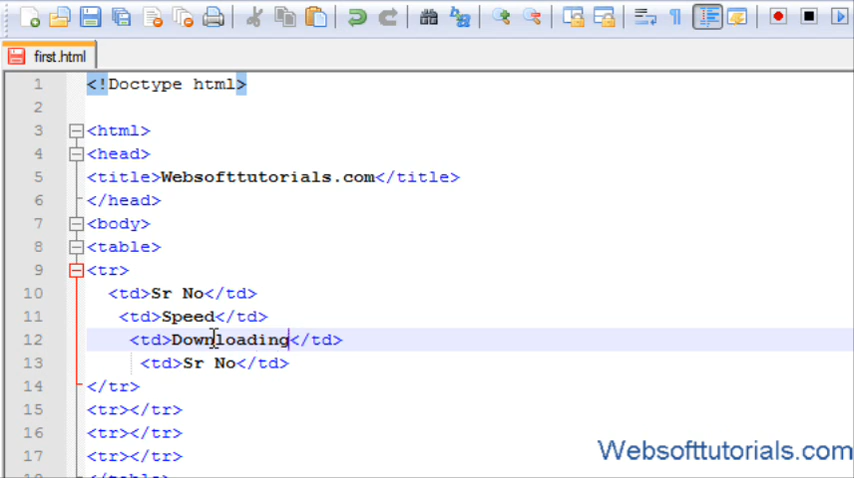 first.html
1 <!Doctype html>
2
3 <html>
4 <head>
5 <title>Websofttutorials.com</title>
6 </head>
7 <body>
8 <table>
9 <tr>
10 <td>Sr No</td>
11 <td>Speed</td>
12 <td>Downloading</td>
13 <td>Sr No</td>
14 </tr>
15 <tr></tr>
16 <tr></tr>
17 <tr></tr>
18 </table>
Websofttutorials.com